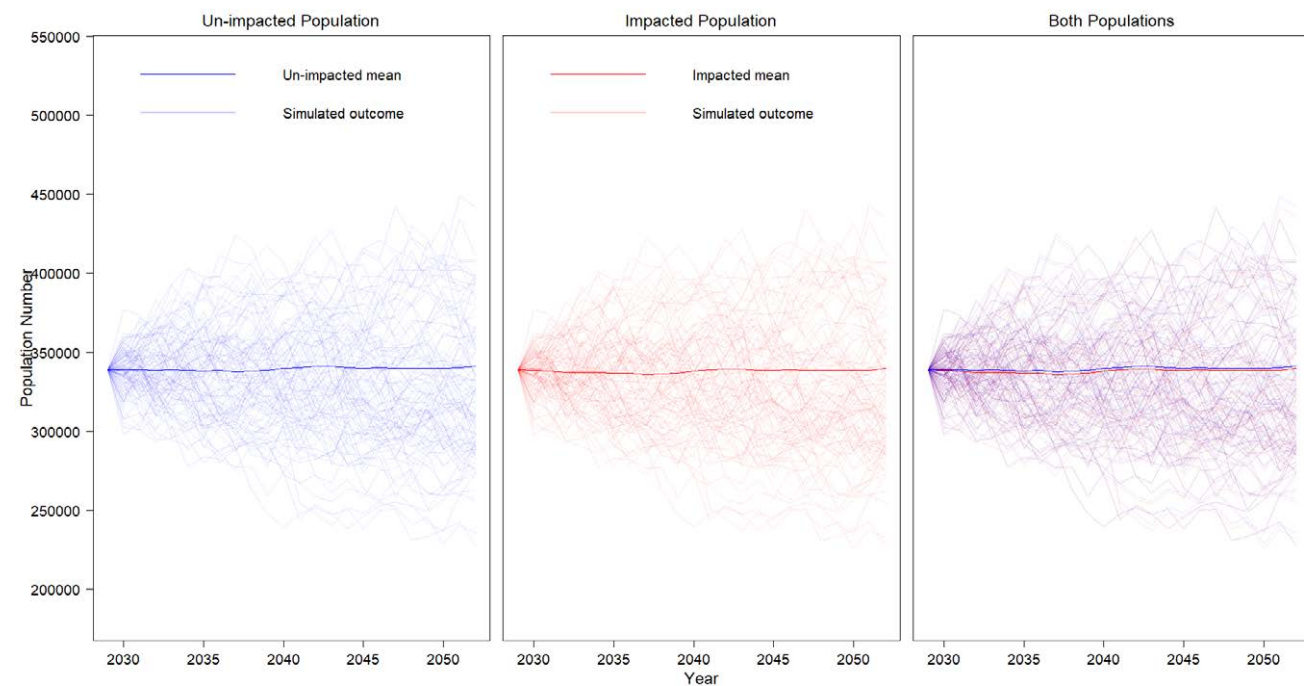 Un-impacted Population
Impacted Population
Both Populations
550000
500000
450000
400000
350000
300000
250000
200000
Population Number
Un-impacted mean
Simulated outcome
Impacted mean
Simulated outcome
2030 2035 2040 2045 2050
2030 2035 2040 2045 2050
2030 2035 2040 2045 2050
Year